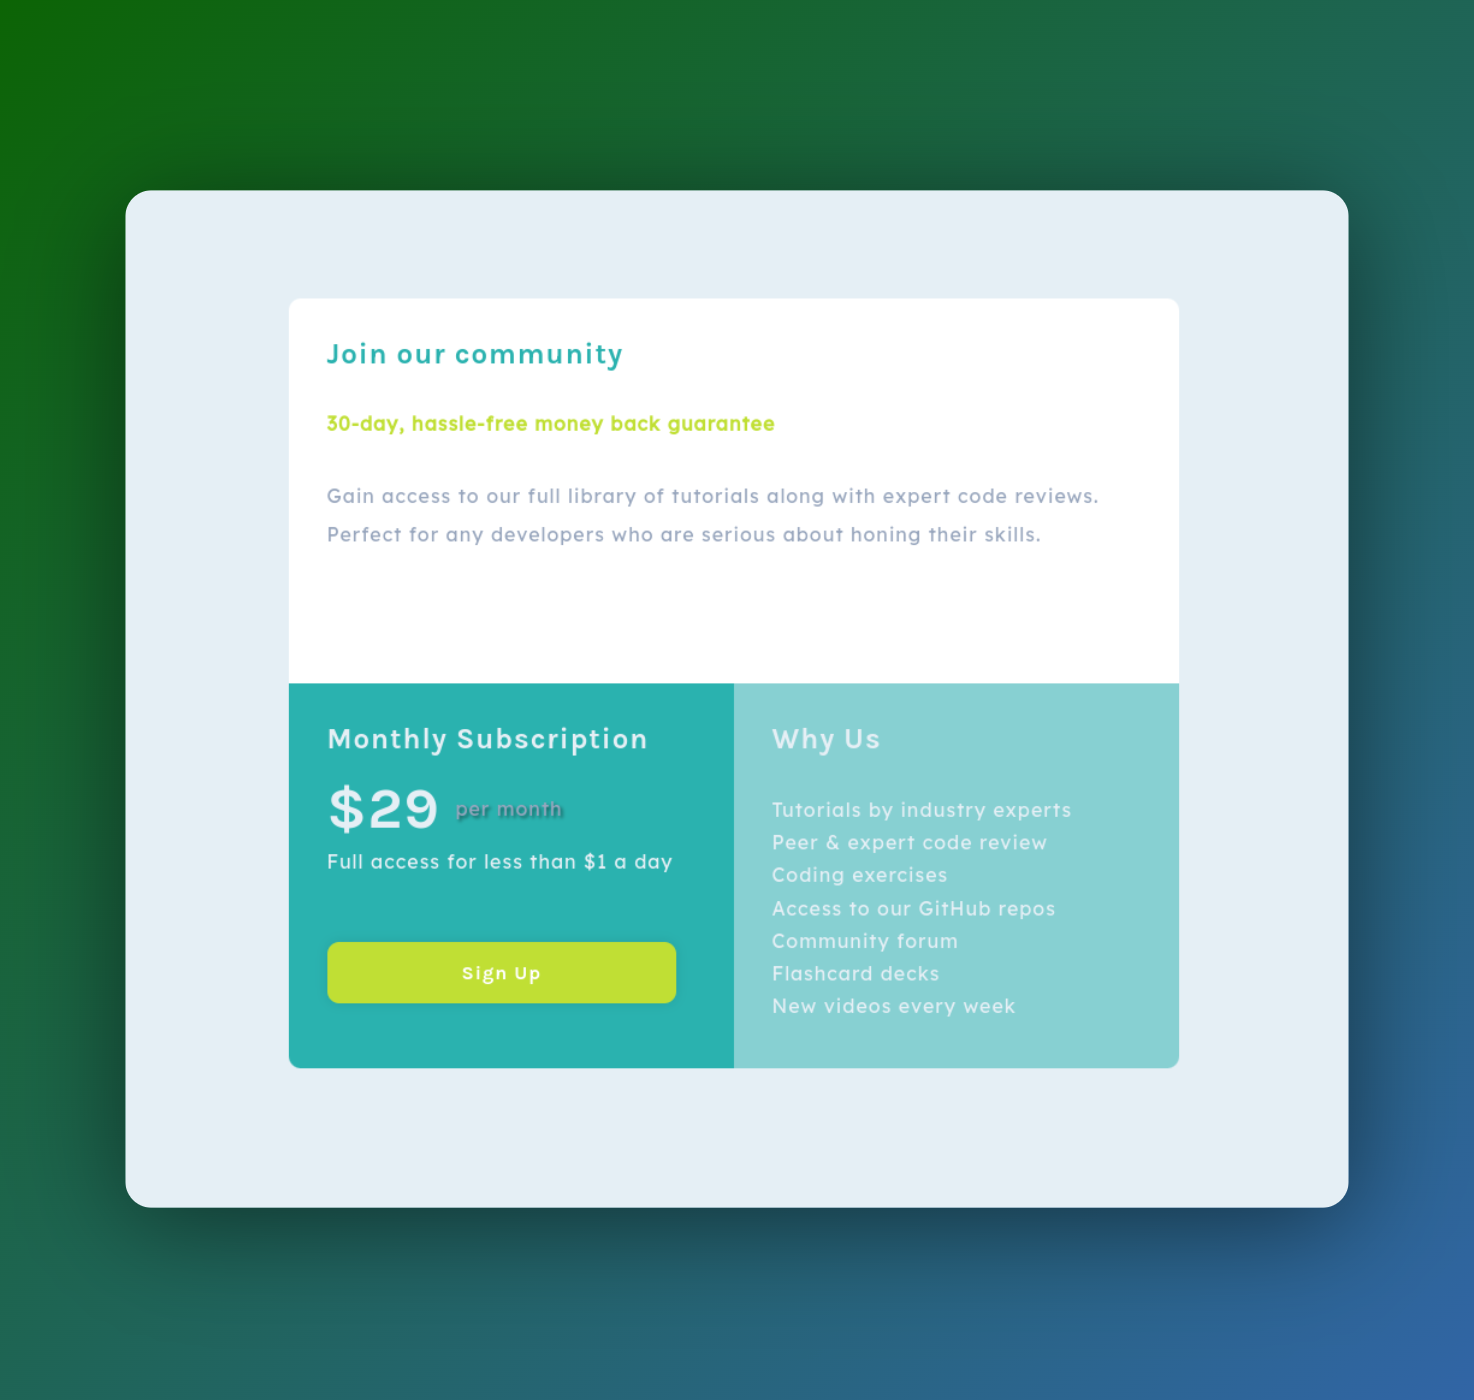 Join our community
30-day, hassle-free money back guarantee
Gain access to our full library of tutorials along with expert code reviews.
Perfect for any developers who are serious about honing their skills.
Monthly Subscription
$29 per month
Full access for less than $1 a day
Sign Up
Why Us
Tutorials by industry experts
Peer & expert code review
Coding exercises
Access to our GitHub repos
Community forum
Flashcard decks
New videos every week